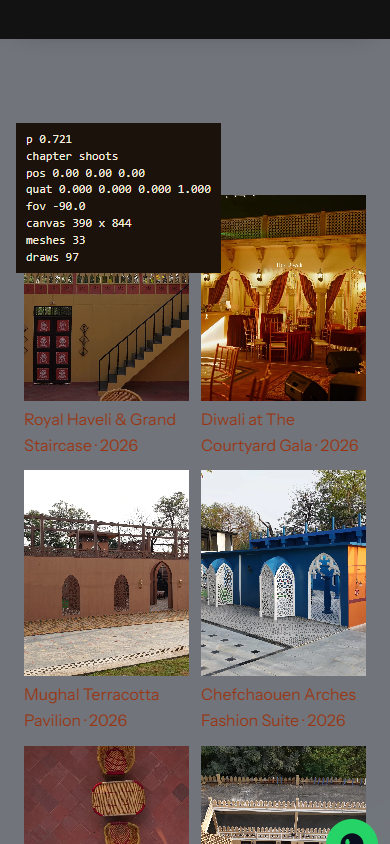 p 0.721
chapter shoots
pos 0.00 0.00 0.00
quat 0.000 0.000 0.000 1.000
fov -90.0
canvas 390 x 844
meshes 33
draws 97
Royal Haveli & Grand
Staircase · 2026
Diwali at The
Courtyard Gala · 2026
Mughal Terracotta
Pavilion · 2026
Chefchaouen Arches
Fashion Suite · 2026